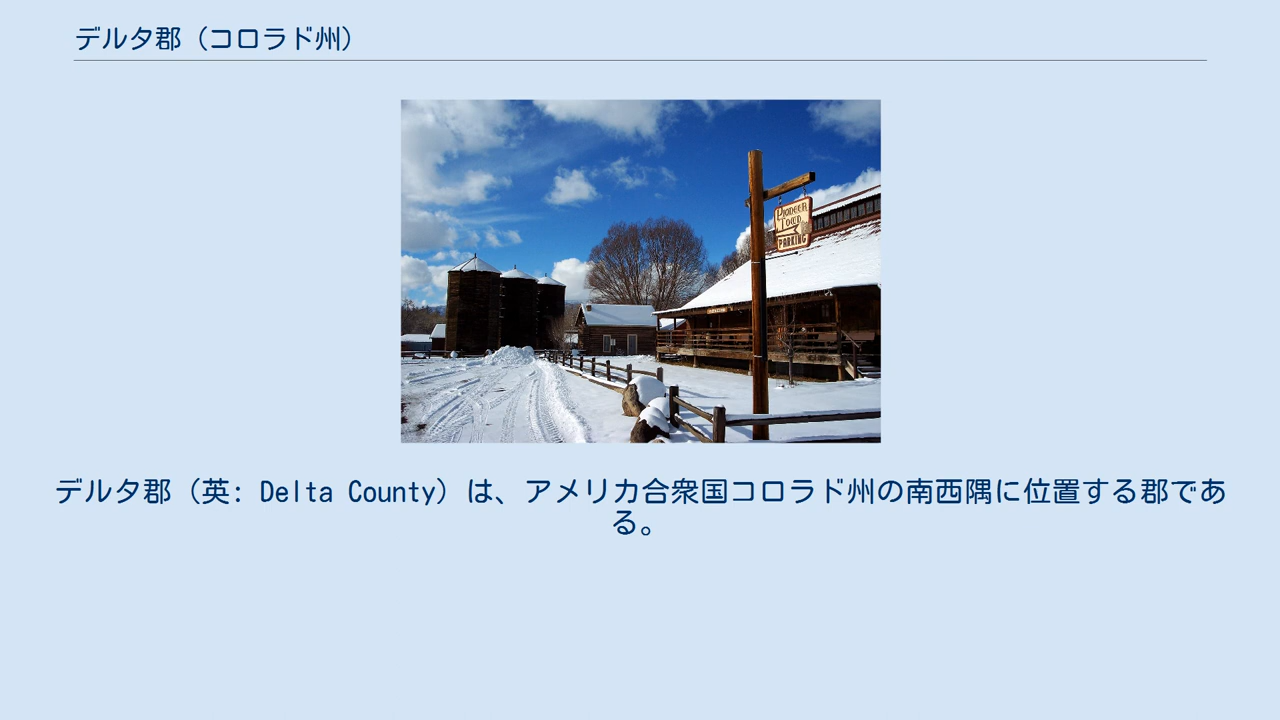 デルタ郡（コロラド州）
PIONEER
TOWN
PARKING
デルタ郡（英: Delta County）は、アメリカ合衆国コロラド州の南西隅に位置する郡であ
る。